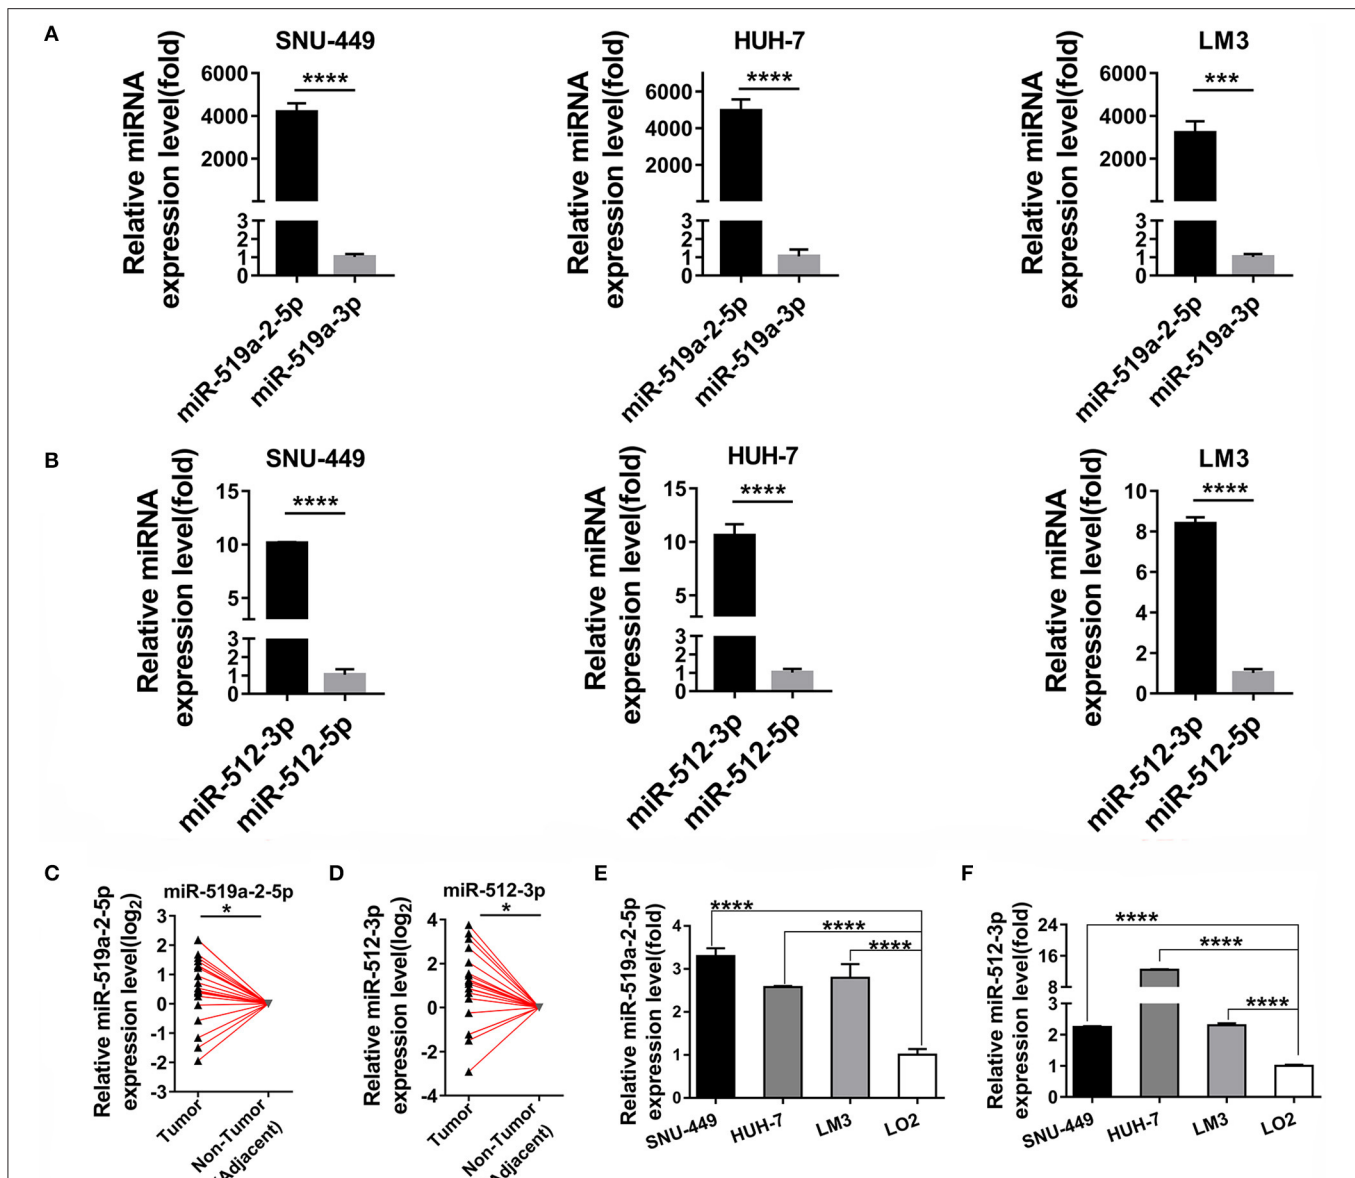 A
SNU-449
HUH-7
LM3
Relative miRNA
expression level(fold)
6000
4000
2000
3
2
1
0
****
miR-519a-2-5p
miR-519a-3p
Relative miRNA
expression level(fold)
6000
4000
2000
3
2
1
0
****
miR-519a-2-5p
miR-519a-3p
Relative miRNA
expression level(fold)
6000
4000
2000
3
2
1
0
***
miR-519a-2-5p
miR-519a-3p
B
SNU-449
HUH-7
LM3
Relative miRNA
expression level(fold)
15
10
5
3
2
1
0
****
miR-512-3p
miR-512-5p
Relative miRNA
expression level(fold)
15
10
5
3
2
1
0
****
miR-512-3p
miR-512-5p
Relative miRNA
expression level(fold)
10
8
6
4
2
0
****
miR-512-3p
miR-512-5p
C
miR-519a-2-5p
Relative miR-519a-2-5p
expression level(log2)
3
2
1
0
-1
-2
-3
*
Tumor
Non-Tumor
(Adjacent)
D
miR-512-3p
Relative miR-512-3p
expression level(log2)
4
2
0
-2
-4
*
Tumor
Non-Tumor
Adjacent)
E
Relative miR-519a-2-5p
expression level(fold)
4
3
2
1
0
****
****
****
SNU-449
HUH-7
LM3
LO2
F
Relative miR-512-3p
expression level(fold)
24
16
8
3
2
1
0
****
****
****
SNU-449
HUH-7
LM3
LO2